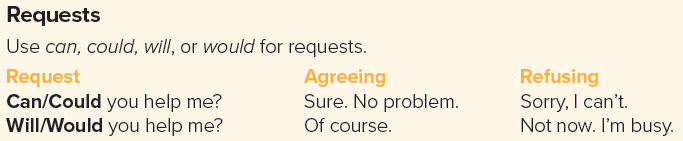 Requests
Use can, could, will, or would for requests.
Request Agreeing Refusing
Can/Could you help me? Sure. No problem. Sorry, I can't.
Will/Would you help me? Of course. Not now. I'm busy.